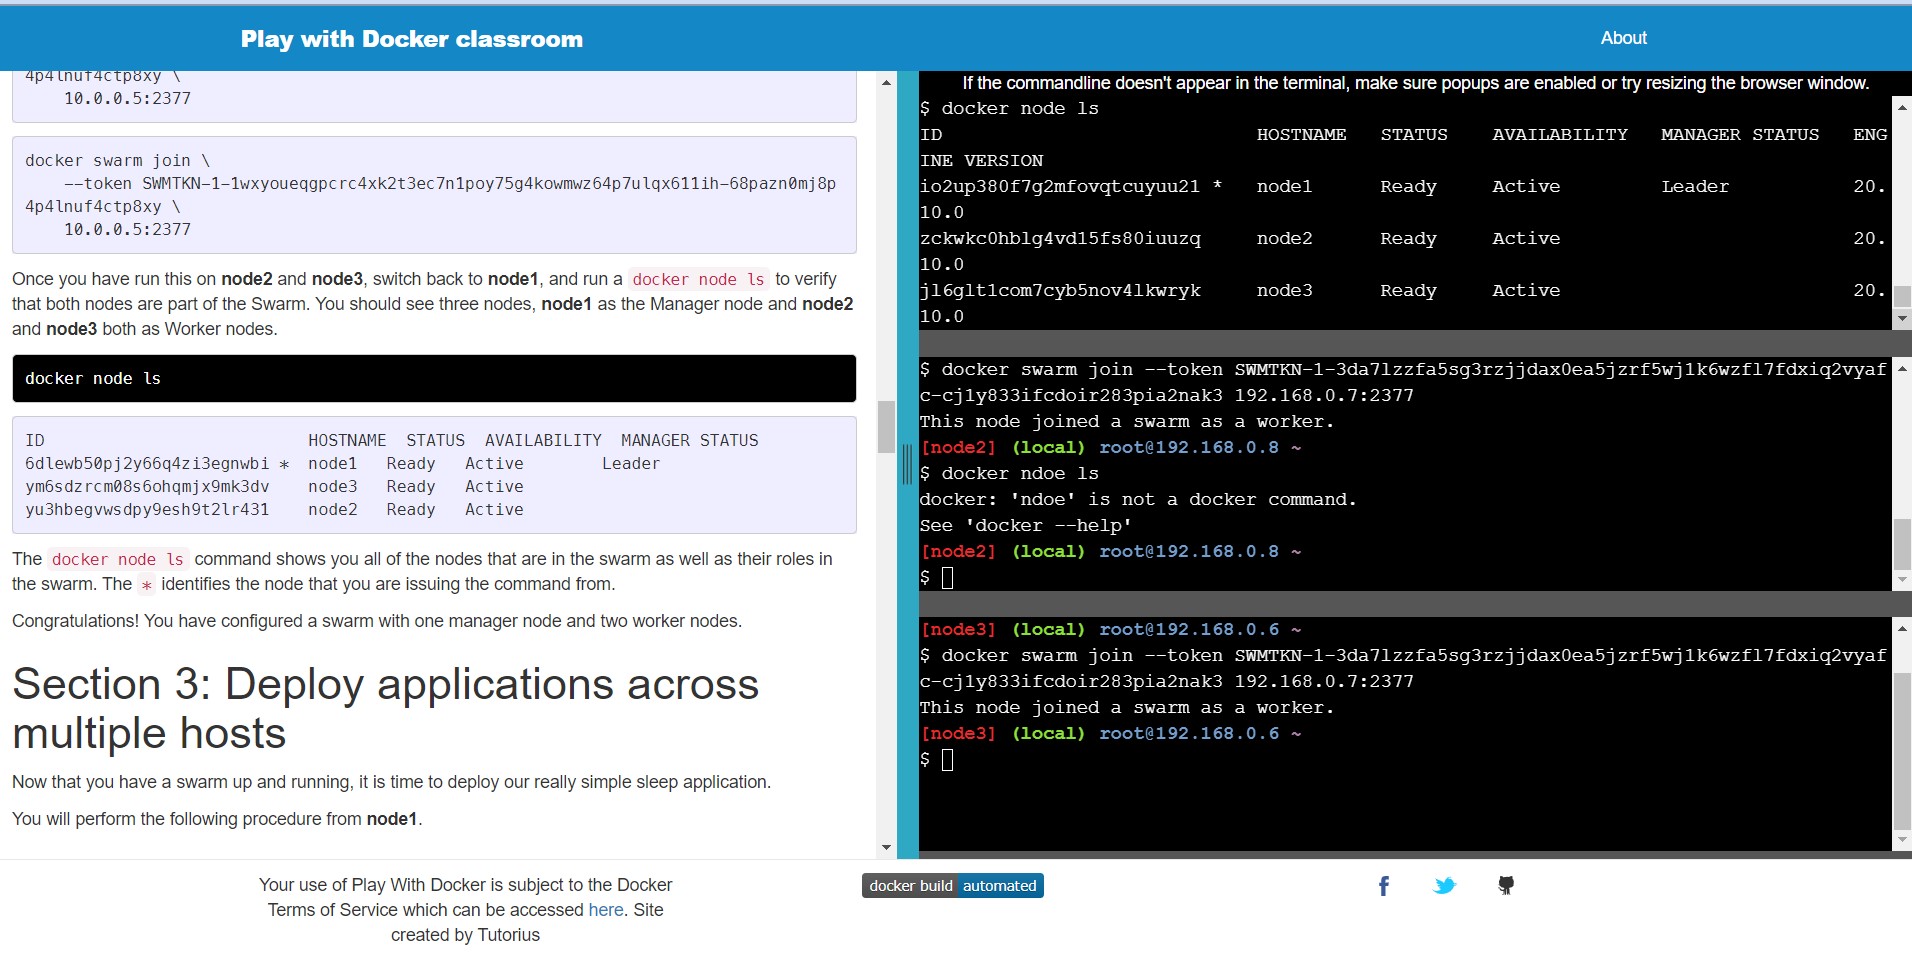 Play with Docker classroom
About
4p4lnuf4ctp8xy \
10.0.0.5:2377
docker swarm join \
--token SWMTKN-1-1wxyoueqgpcrc4xk2t3ec7n1poy75g4kowmwz64p7ulqx611ih-68pazn0mj8p
4p4lnuf4ctp8xy \
10.0.0.5:2377
Once you have run this on node2 and node3, switch back to node1, and run a docker node ls to verify
that both nodes are part of the Swarm. You should see three nodes, node1 as the Manager node and node2
and node3 both as Worker nodes.
docker node ls
ID HOSTNAME STATUS AVAILABILITY MANAGER STATUS
6dlewb50pj2y66q4zi3egnwbi * node1 Ready Active Leader
ym6sdzrcm08s6ohqmjx9mk3dv node3 Ready Active
yu3hbegvwsdpy9esh9t2lr431 node2 Ready Active
The docker node ls command shows you all of the nodes that are in the swarm as well as their roles in
the swarm. The * identifies the node that you are issuing the command from.
Congratulations! You have configured a swarm with one manager node and two worker nodes.
Section 3: Deploy applications across
multiple hosts
Now that you have a swarm up and running, it is time to deploy our really simple sleep application.
You will perform the following procedure from node1.
If the commandline doesn't appear in the terminal, make sure popups are enabled or try resizing the browser window.
$ docker node ls
ID HOSTNAME STATUS AVAILABILITY MANAGER STATUS ENG
INE VERSION
io2up380f7g2mfovqtcuyuu21 * node1 Ready Active Leader 20.
10.0
zckwkc0hblg4vd15fs80iuuzq node2 Ready Active 20.
10.0
jl6glt1com7cyb5nov4lkwryk node3 Ready Active 20.
10.0
$ docker swarm join --token SWMTKN-1-3da7lzzfa5sg3rzjjdax0ea5jzrf5wj1k6wzfl7fdxiq2vyaf
c-cj1y833ifcdoir283pia2nak3 192.168.0.7:2377
This node joined a swarm as a worker.
[node2] (local) root@192.168.0.8 ~
$ docker ndoe ls
docker: 'ndoe' is not a docker command.
See 'docker --help'
[node2] (local) root@192.168.0.8 ~
$
[node3] (local) root@192.168.0.6 ~
$ docker swarm join --token SWMTKN-1-3da7lzzfa5sg3rzjjdax0ea5jzrf5wj1k6wzfl7fdxiq2vyaf
c-cj1y833ifcdoir283pia2nak3 192.168.0.7:2377
This node joined a swarm as a worker.
[node3] (local) root@192.168.0.6 ~
$
Your use of Play With Docker is subject to the Docker
Terms of Service which can be accessed here. Site
created by Tutorius
docker build automated